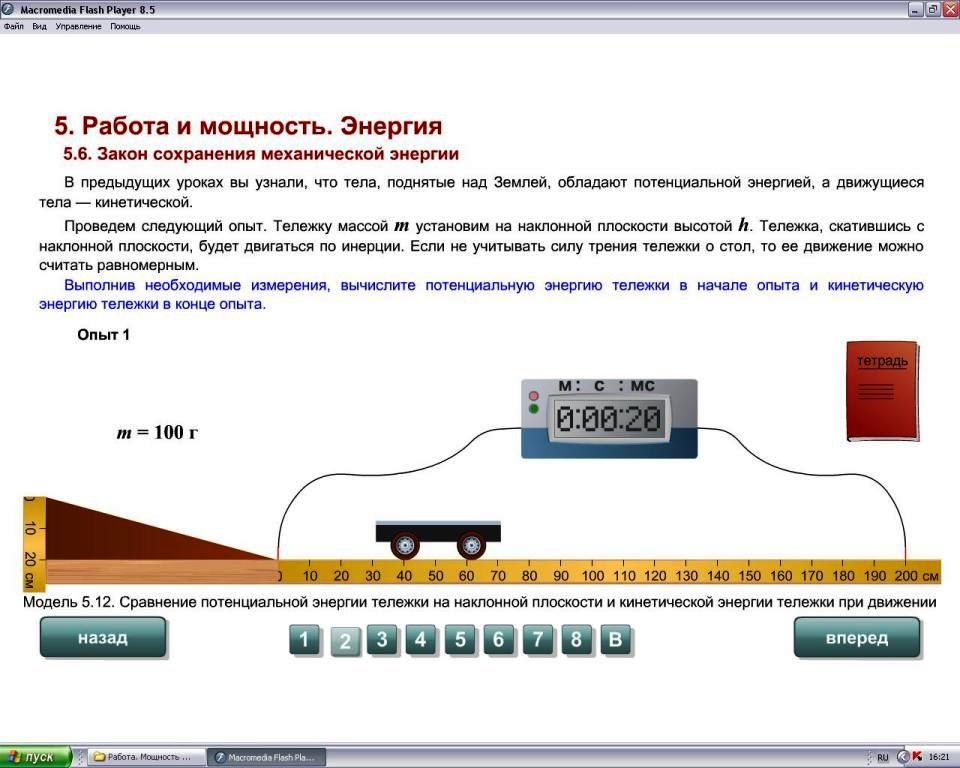 Macromedia Flash Player 8.5
Файл Вид Управление Помощь
5. Работа и мощность. Энергия
5.6. Закон сохранения механической энергии
В предыдущих уроках вы узнали, что тела, поднятые над Землей, обладают потенциальной энергией, а движущиеся
тела — кинетической.
Проведем следующий опыт. Тележку массой m установим на наклонной плоскости высотой h. Тележка, скатившись с
наклонной плоскости, будет двигаться по инерции. Если не учитывать силу трения тележки о стол, то ее движение можно
считать равномерным.
Выполнив необходимые измерения, вычислите потенциальную энергию тележки в начале опыта и кинетическую
энергию тележки в конце опыта.
Опыт 1
тетрадь
м : с : мс
0:00:20
m = 100 г
0 10 20 см
0 10 20 30 40 50 60 70 80 90 100 110 120 130 140 150 160 170 180 190 200 см
Модель 5.12. Сравнение потенциальной энергии тележки на наклонной плоскости и кинетической энергии тележки при движении
назад 1 2 3 4 5 6 7 8 В вперед
пуск Работа. Мощность ... Macromedia Flash Pla... RU 16:21